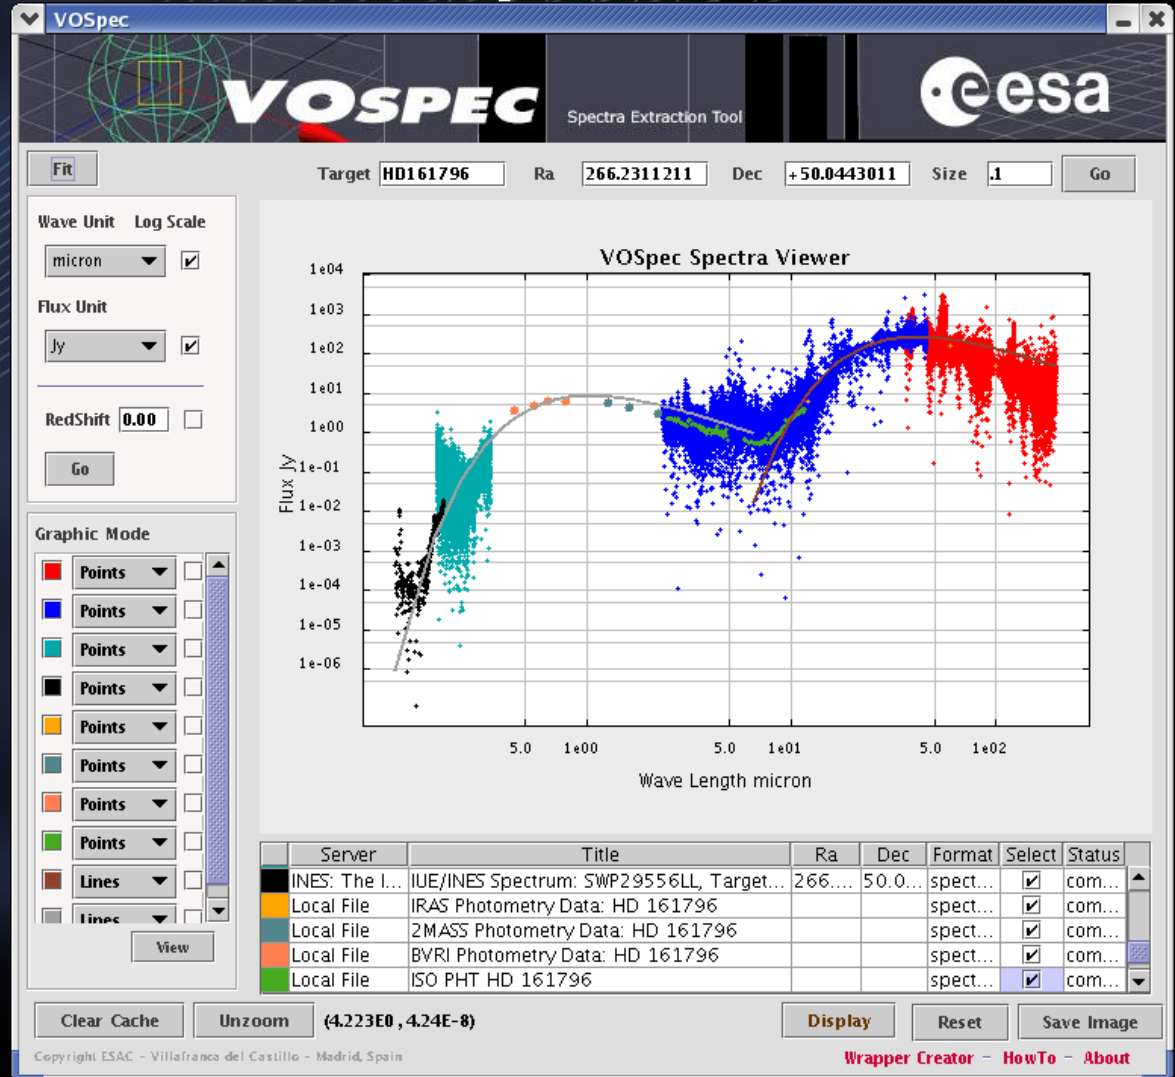 VOSpec
VOSPEC
Spectra Extraction Tool
esa
Fit
Target HD161796 Ra 266.2311211 Dec +50.0443011 Size .1 Go
Wave Unit Log Scale
micron
Flux Unit
Jy
RedShift 0.00
Go
Graphic Mode
Points
Points
Points
Points
Points
Points
Points
Points
Lines
Lines
View
VOSpec Spectra Viewer
1e04
1e03
1e02
1e01
1e00
1e-01
1e-02
1e-03
1e-04
1e-05
1e-06
Flux Jy
5.0 1e00 5.0 1e01 5.0 1e02
Wave Length micron
Server Title Ra Dec Format Select Status
INES: The I... IUE/INES Spectrum: SWP29556LL, Target... 266.... 50.0... spect... com...
Local File IRAS Photometry Data: HD 161796 spect... com...
Local File 2MASS Photometry Data: HD 161796 spect... com...
Local File BVRI Photometry Data: HD 161796 spect... com...
Local File ISO PHT HD 161796 spect... com...
Clear Cache Unzoom (4.223E0 , 4.24E-8) Display Reset Save Image
Copyright ESAC - Villafranca del Castillo - Madrid, Spain
Wrapper Creator - HowTo - About